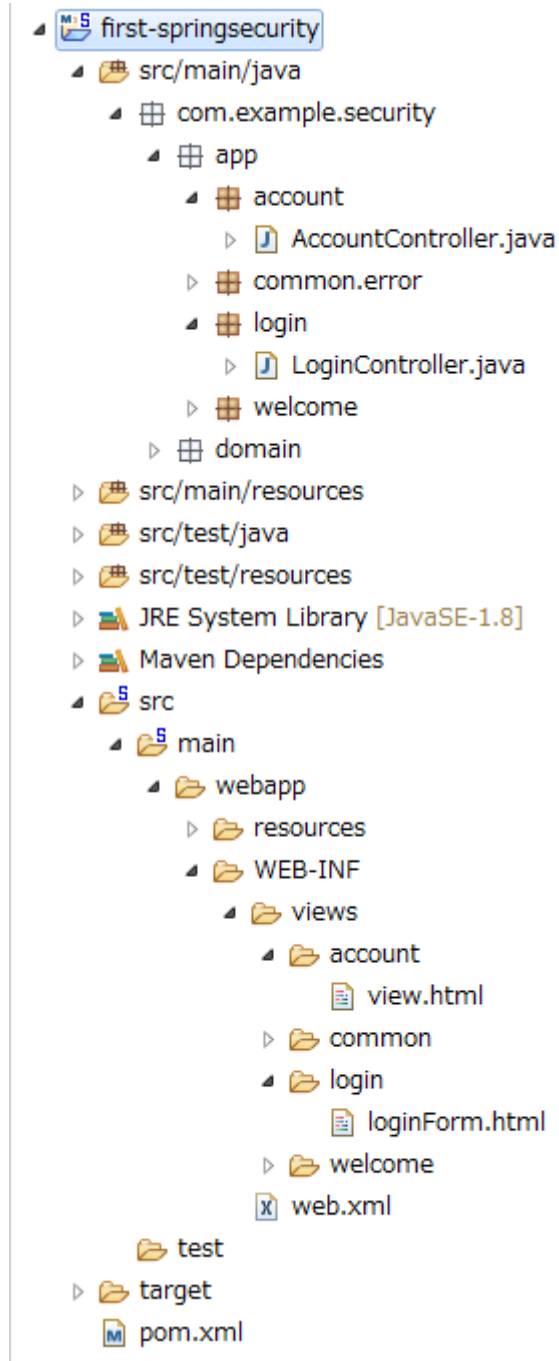 first-springsecurity
src/main/java
com.example.security
app
account
AccountController.java
common.error
login
LoginController.java
welcome
domain
src/main/resources
src/test/java
src/test/resources
JRE System Library [JavaSE-1.8]
Maven Dependencies
src
main
webapp
resources
WEB-INF
views
account
view.html
common
login
loginForm.html
welcome
web.xml
test
target
pom.xml